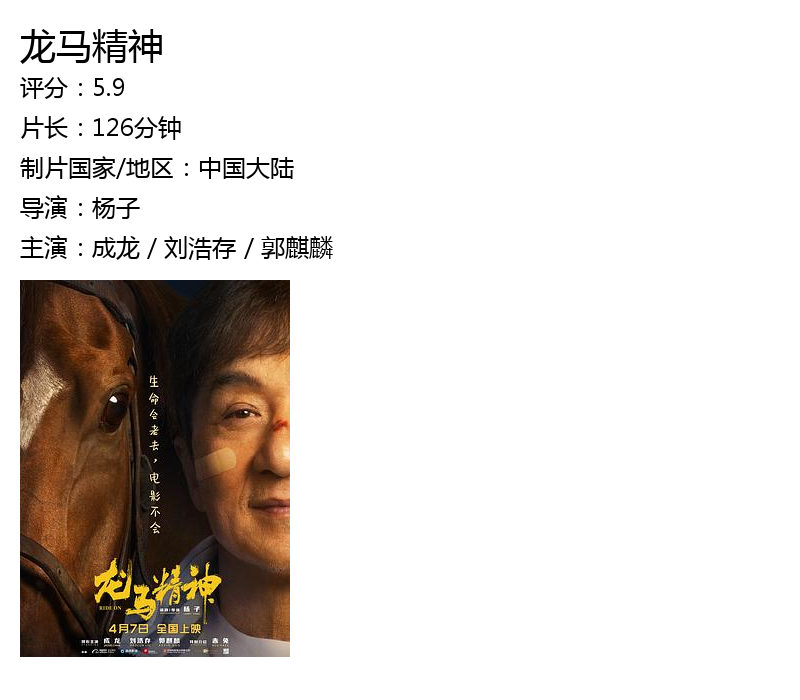 龙马精神
评分：5.9
片长：126分钟
制片国家/地区：中国大陆
导演：杨子
主演：成龙 / 刘浩存 / 郭麒麟
生命会老去，电影不会
龙马精神
RIDE ON
编剧/导演 杨子
4月7日 全国上映
成龙 刘浩存 郭麒麟